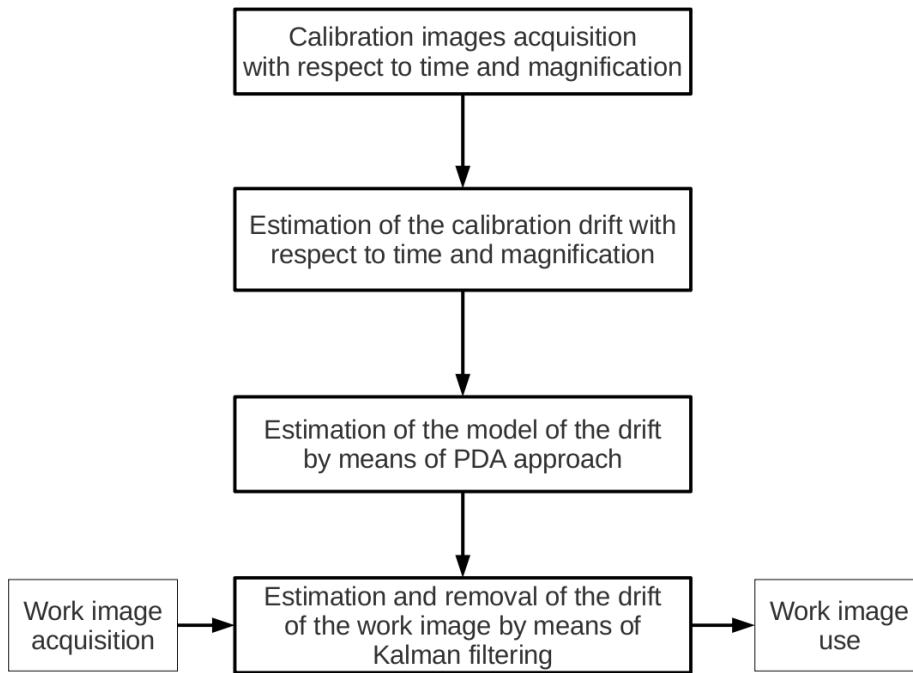 Calibration images acquisition
with respect to time and magnification
Estimation of the calibration drift with
respect to time and magnification
Estimation of the model of the drift
by means of PDA approach
Work image
acquisition
Estimation and removal of the drift
of the work image by means of
Kalman filtering
Work image
use